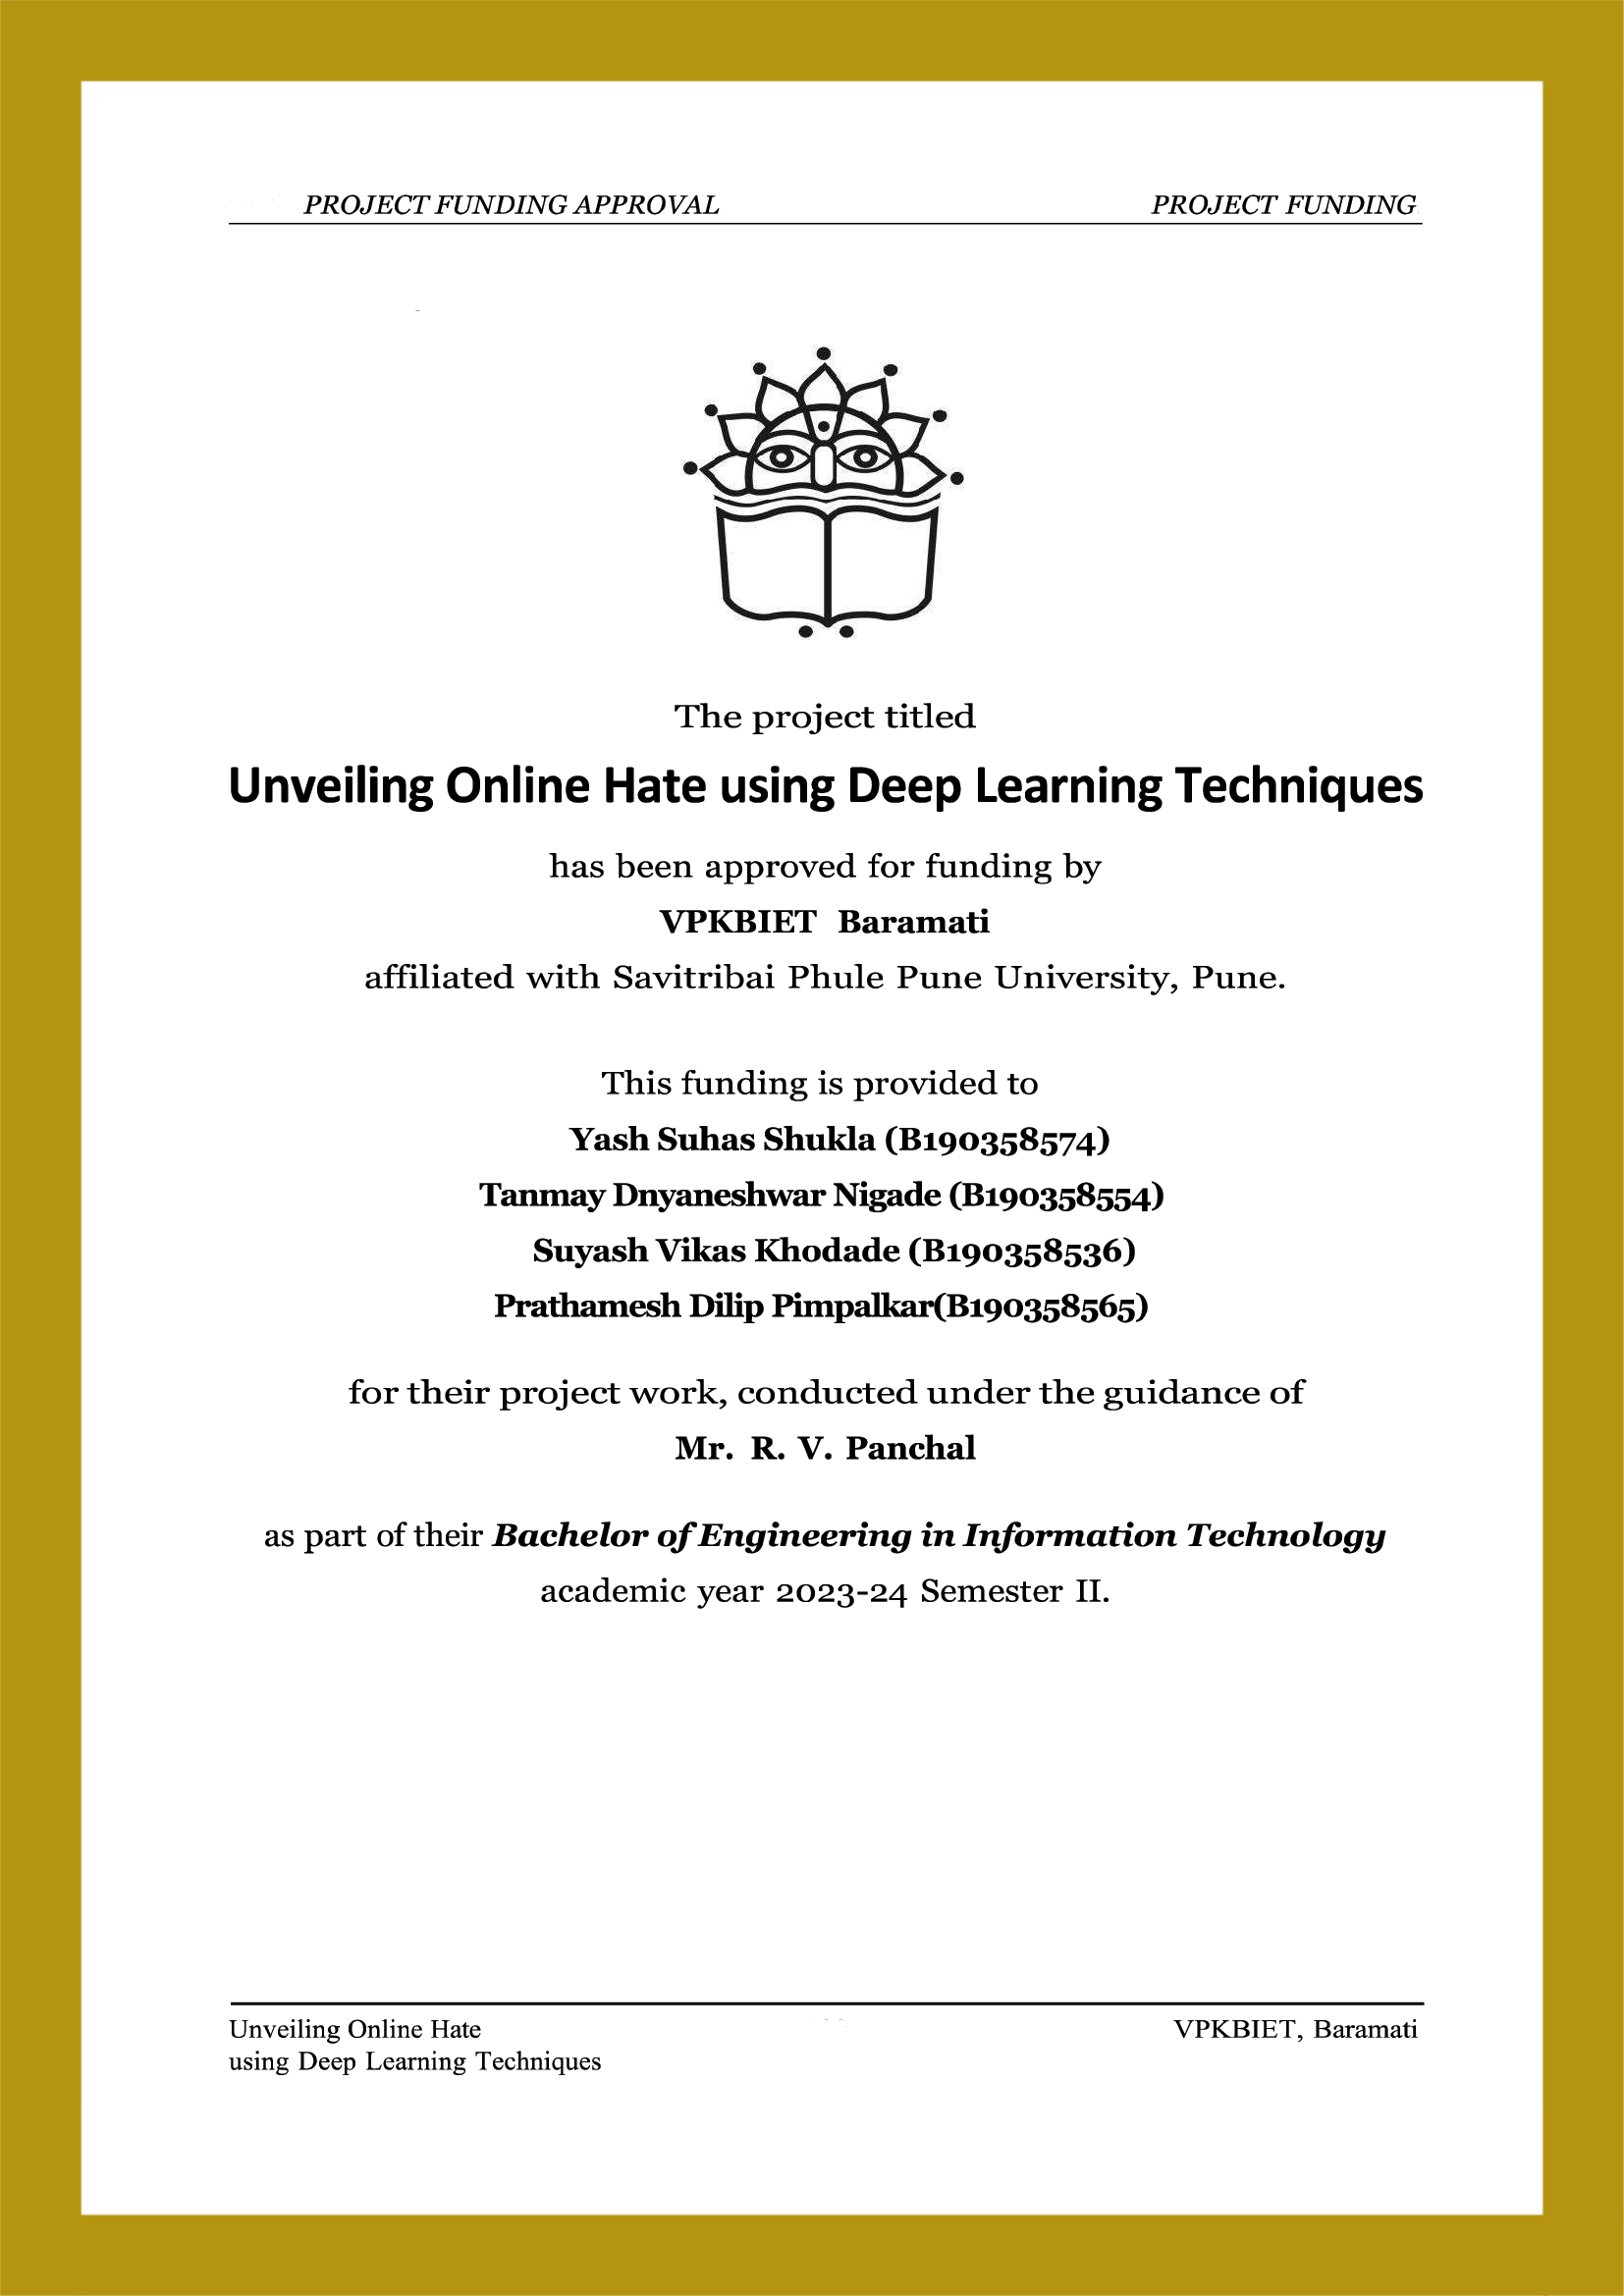 PROJECT FUNDING APPROVAL PROJECT FUNDING
The project titled
Unveiling Online Hate using Deep Learning Techniques
has been approved for funding by
VPKBIET Baramati
affiliated with Savitribai Phule Pune University, Pune.
This funding is provided to
Yash Suhas Shukla (B190358574)
Tanmay Dnyaneshwar Nigade (B190358554)
Suyash Vikas Khodade (B190358536)
Prathamesh Dilip Pimpalkar(B190358565)
for their project work, conducted under the guidance of
Mr. R. V. Panchal
as part of their Bachelor of Engineering in Information Technology
academic year 2023-24 Semester II.
Unveiling Online Hate VPKBIET, Baramati
using Deep Learning Techniques